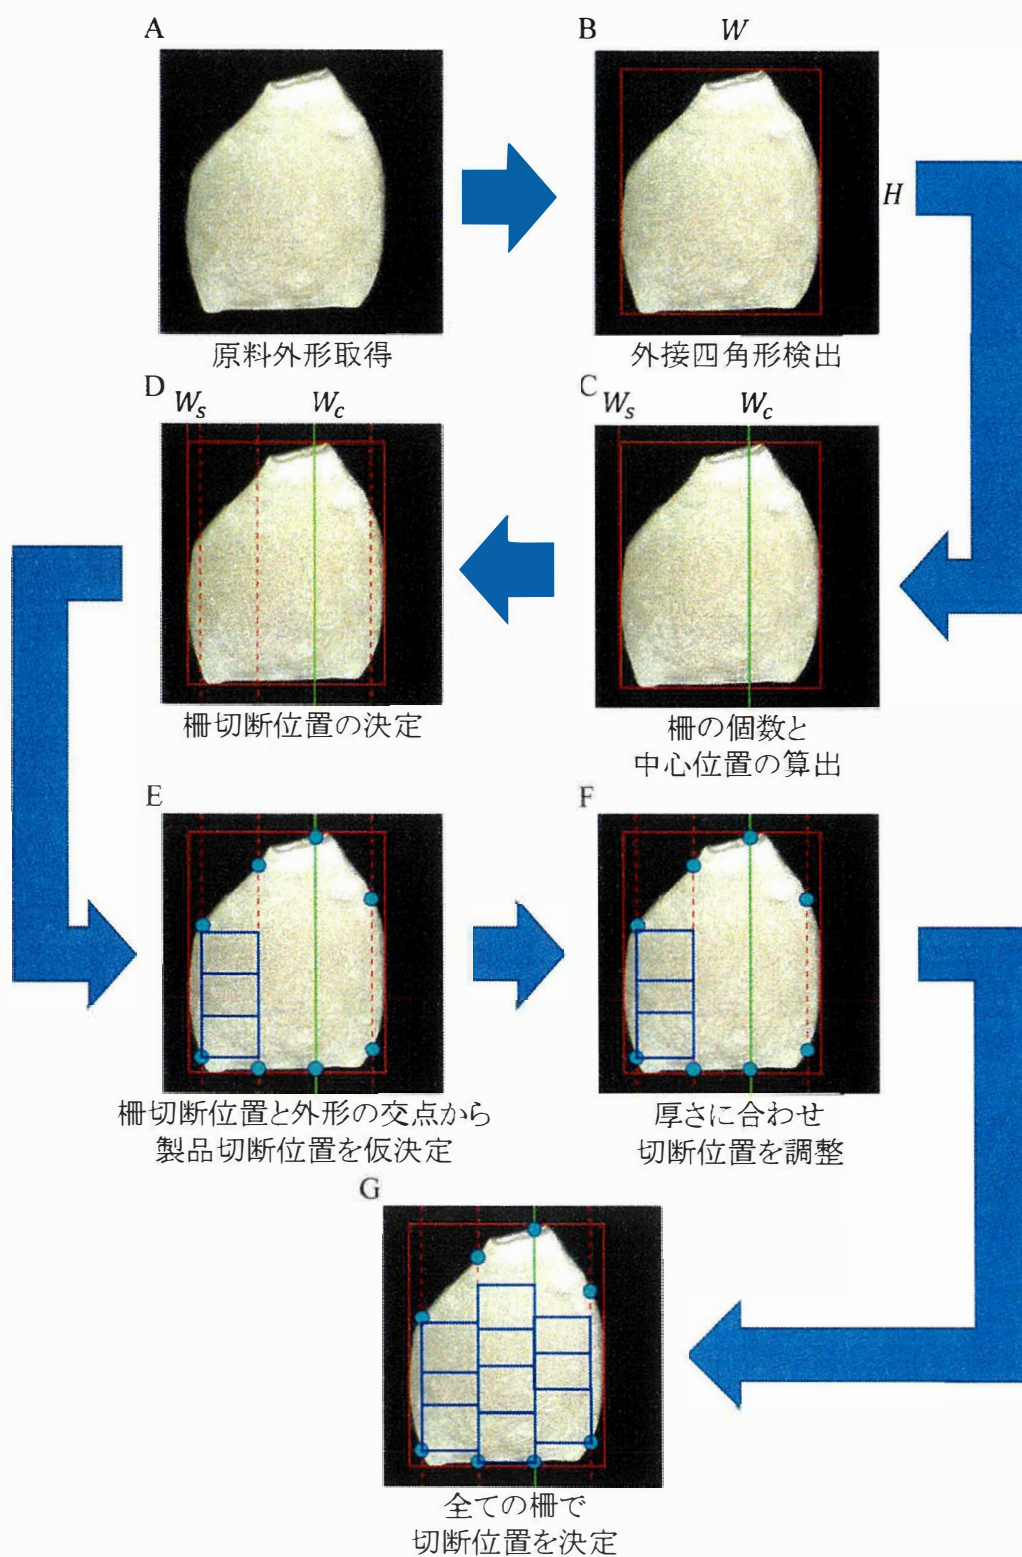 A
B
W
H
原料外形取得
外接四角形検出
D
W_s
W_c
C
W_s
W_c
柵切断位置の決定
柵の個数と
中心位置の算出
E
F
柵切断位置と外形の交点から
製品切断位置を仮決定
厚さに合わせ
切断位置を調整
G
全ての柵で
切断位置を決定